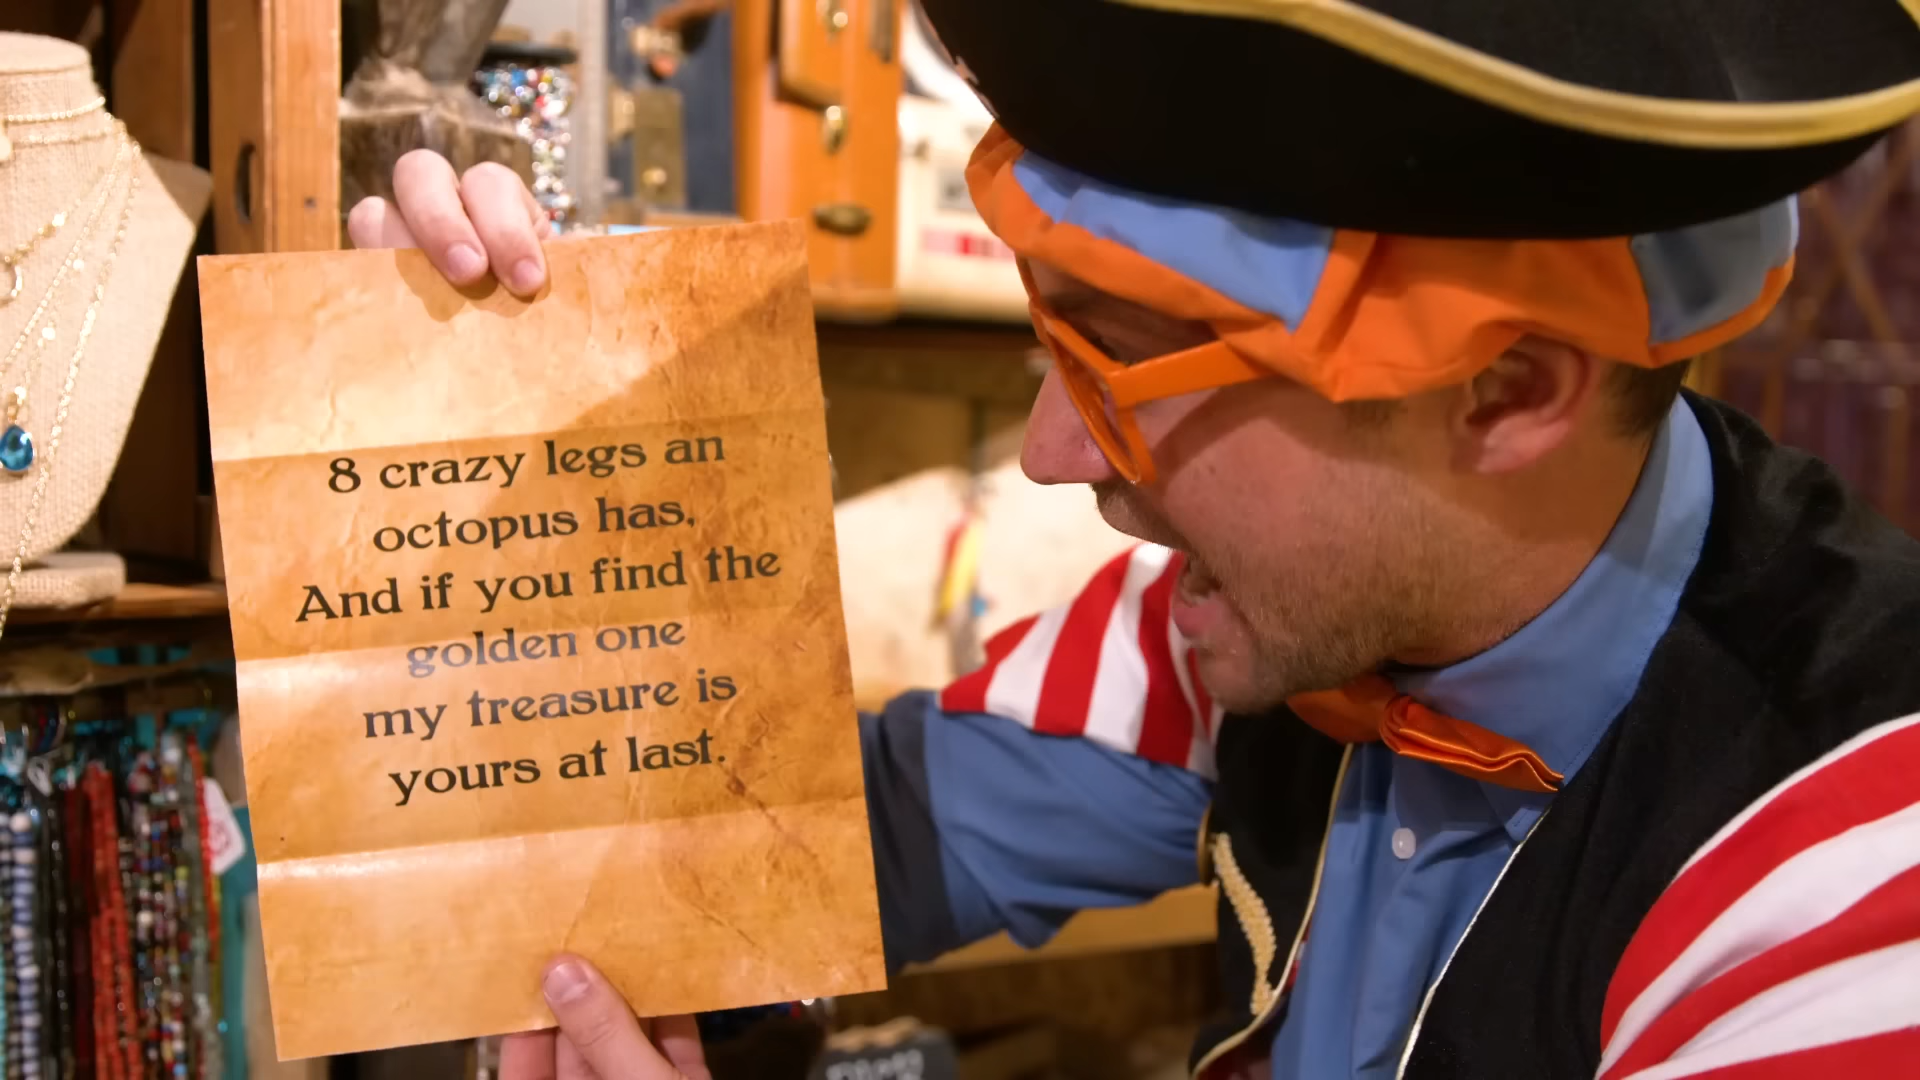 8 crazy legs an
octopus has,
And if you find the
golden one
my treasure is
yours at last.